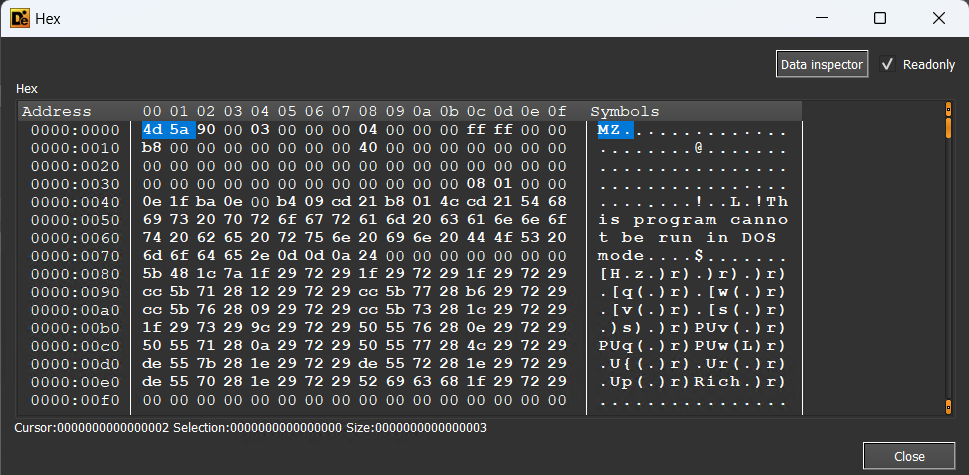 Hex
Data inspector
Readonly
Hex
Address 00 01 02 03 04 05 06 07 08 09 0a 0b 0c 0d 0e 0f Symbols
0000:0000 4d 5a 90 00 03 00 00 00 04 00 00 00 ff ff 00 00 MZ..............
0000:0010 b8 00 00 00 00 00 00 00 40 00 00 00 00 00 00 00 ........@.......
0000:0020 00 00 00 00 00 00 00 00 00 00 00 00 00 00 00 00 ................
0000:0030 00 00 00 00 00 00 00 00 00 00 00 00 08 01 00 00 ................
0000:0040 0e 1f ba 0e 00 b4 09 cd 21 b8 01 4c cd 21 54 68 ........!..L.!Th
0000:0050 69 73 20 70 72 6f 67 72 61 6d 20 63 61 6e 6e 6f is program canno
0000:0060 74 20 62 65 20 72 75 6e 20 69 6e 20 44 4f 53 20 t be run in DOS
0000:0070 6d 6f 64 65 2e 0d 0d 0a 24 00 00 00 00 00 00 00 mode....$.......
0000:0080 5b 48 1c 7a 1f 29 72 29 1f 29 72 29 1f 29 72 29 [H.z.)r).)r).)r)
0000:0090 cc 5b 71 28 12 29 72 29 cc 5b 77 28 b6 29 72 29 .[q(.)r).[w(.)r)
0000:00a0 cc 5b 76 28 09 29 72 29 cc 5b 73 28 1c 29 72 29 .[v(.)r).[s(.)r)
0000:00b0 1f 29 73 29 9c 29 72 29 50 55 76 28 0e 29 72 29 .)s).)r)PUv(.)r)
0000:00c0 50 55 71 28 0a 29 72 29 50 55 77 28 4c 29 72 29 PUq(.)r)PUw(L)r)
0000:00d0 de 55 7b 28 1e 29 72 29 de 55 72 28 1e 29 72 29 .U{(.)r).Ur(.)r)
0000:00e0 de 55 70 28 1e 29 72 29 52 69 63 68 1f 29 72 29 .Up(.)r)Rich.)r)
0000:00f0 00 00 00 00 00 00 00 00 00 00 00 00 00 00 00 00 ................
Cursor:0000000000000002 Selection:0000000000000000 Size:0000000000000003
Close